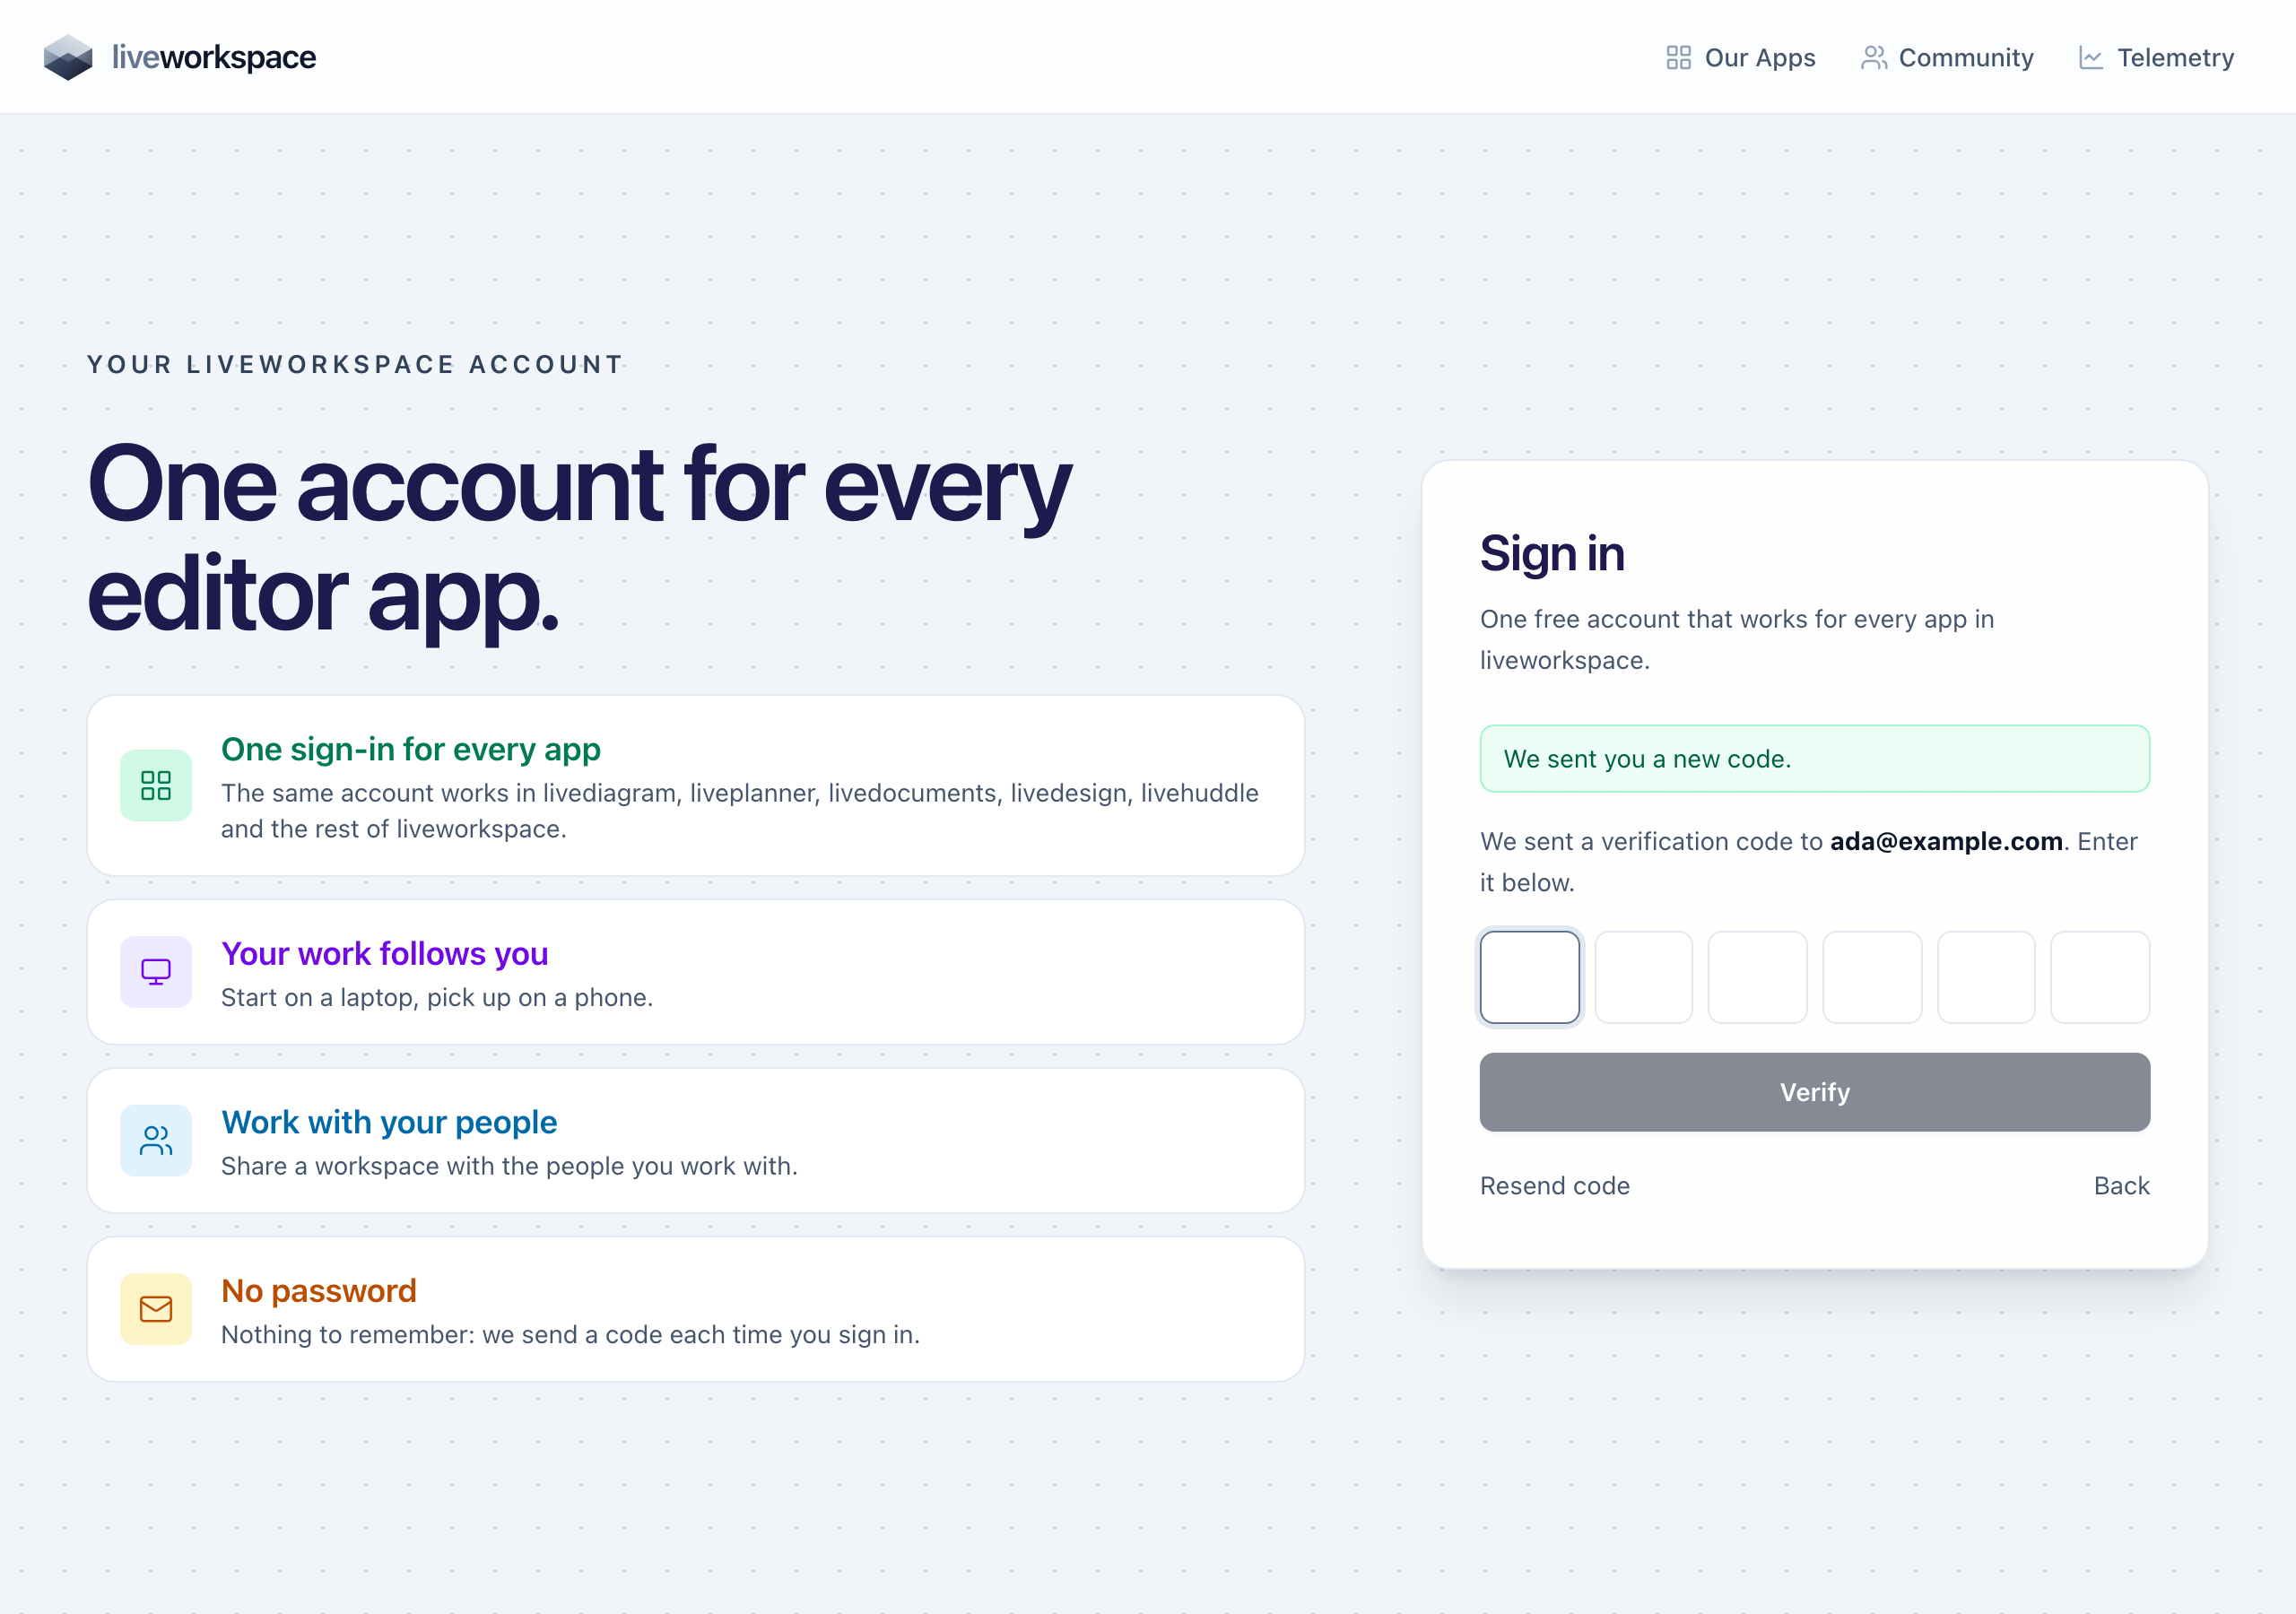 liveworkspace
Our Apps
Community
Telemetry
YOUR LIVEWORKSPACE ACCOUNT
One account for every
editor app.
One sign-in for every app
The same account works in livediagram, liveplanner, livedocuments, livedesign, livehuddle
and the rest of liveworkspace.
Your work follows you
Start on a laptop, pick up on a phone.
Work with your people
Share a workspace with the people you work with.
No password
Nothing to remember: we send a code each time you sign in.
Sign in
One free account that works for every app in
liveworkspace.
We sent you a new code.
We sent a verification code to ada@example.com. Enter
it below.
Verify
Resend code
Back